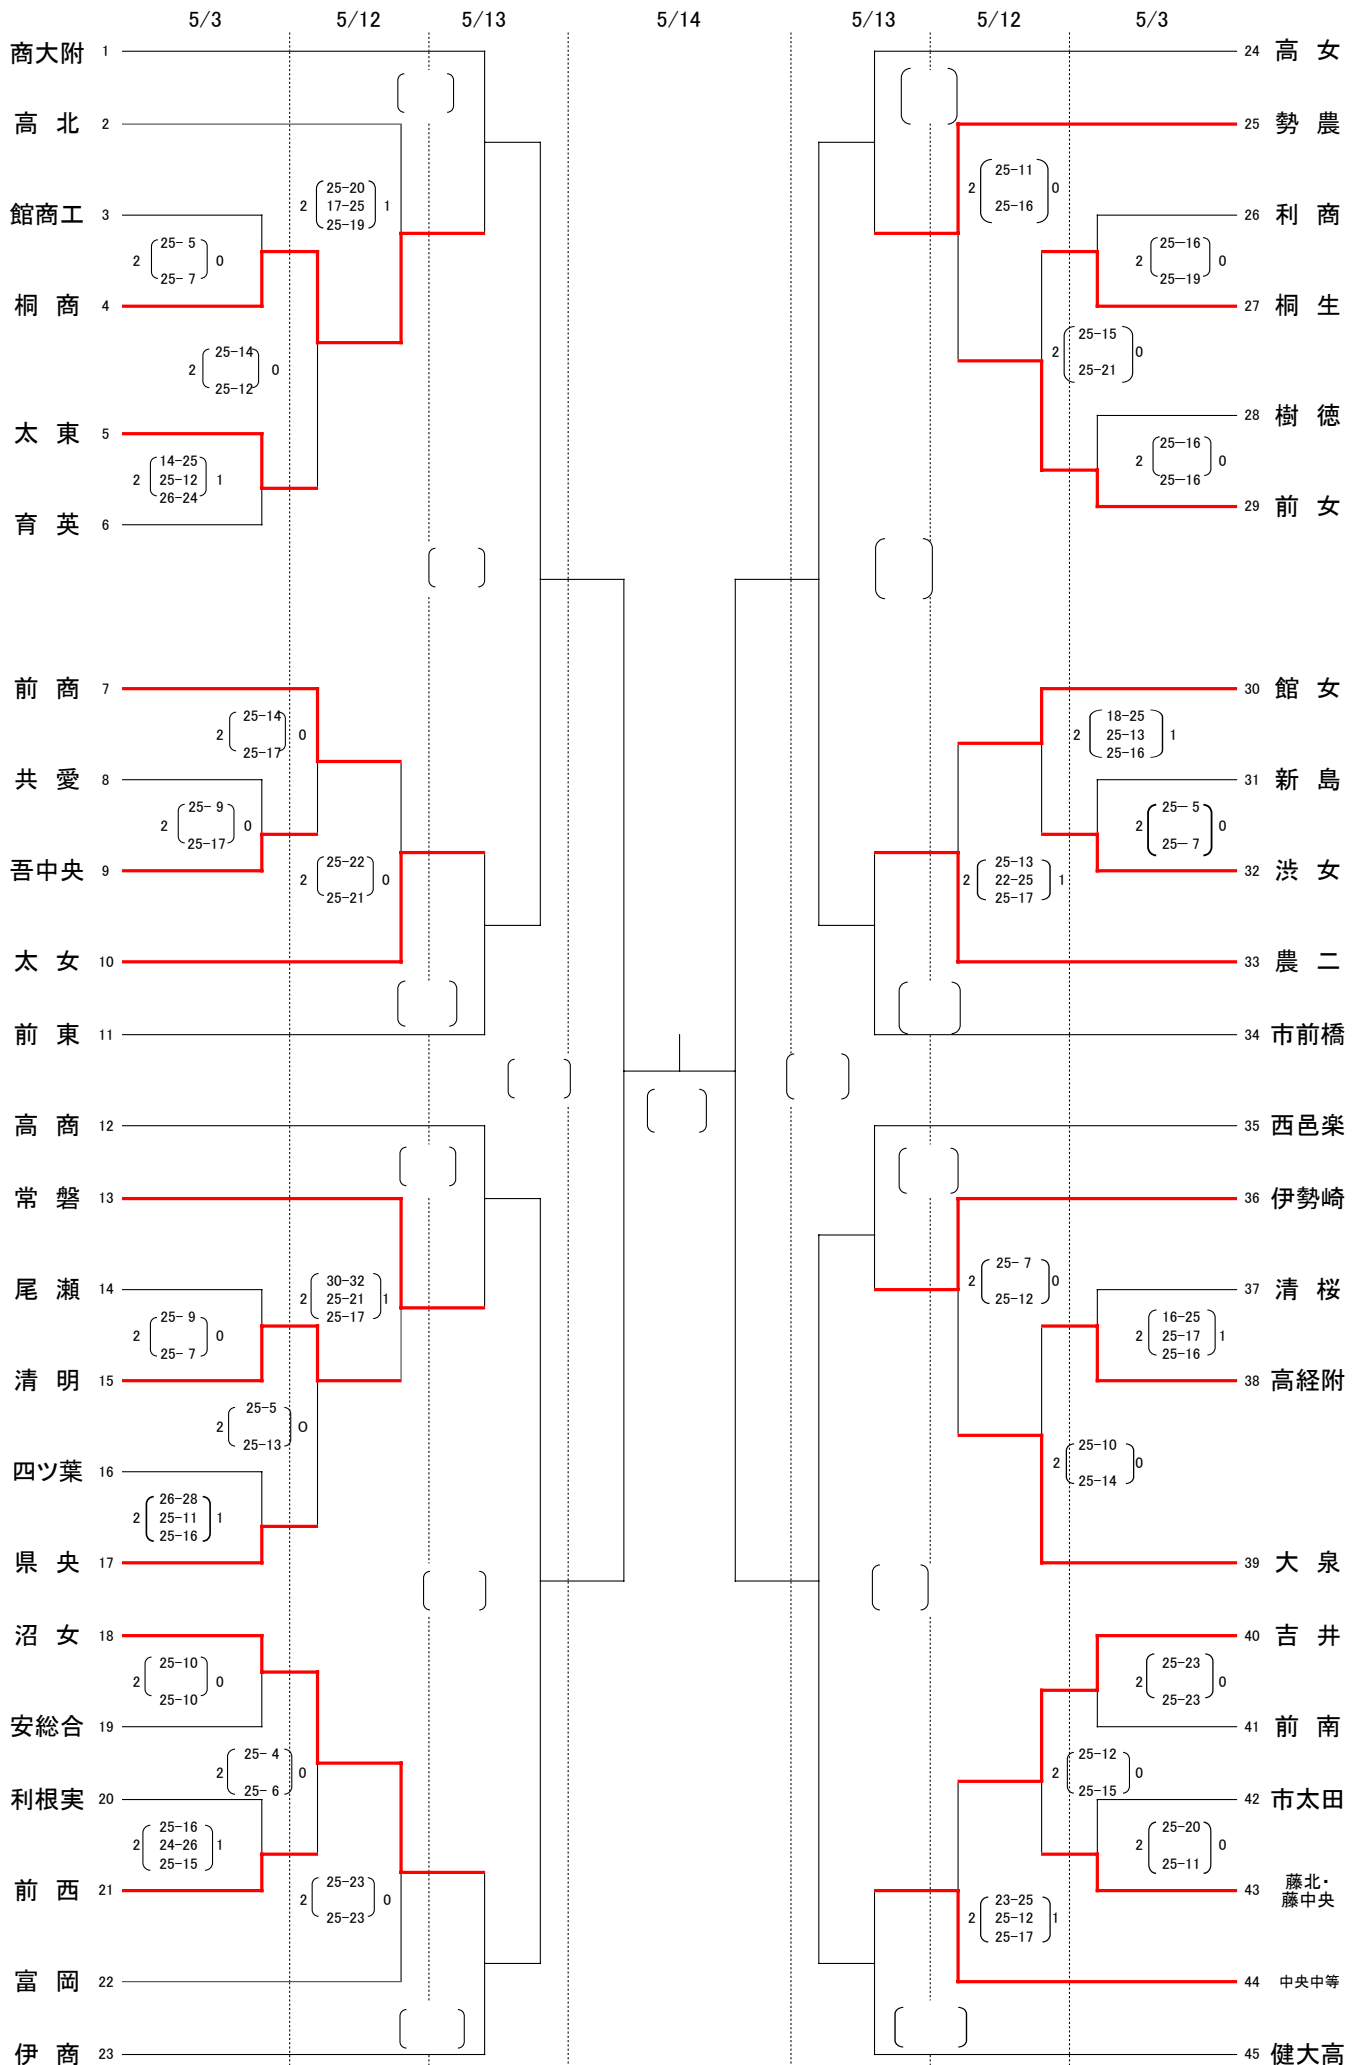 5/3 5/12 5/13 5/14 5/13 5/12 5/3
商大附 1
高 北 2
25-20
2 17-25 1
25-19
館商工 3
25- 5
2 0
25- 7
桐 商 4
25-14
2 0
25-12
太 東 5
14-25
2 25-12 1
26-24
育 英 6
前 商 7
25-14
2 0
25-17
共 愛 8
25- 9
2 0
25-17
吾中央 9
25-22
2 0
25-21
太 女 10
前 東 11
高 商 12
常 磐 13
尾 瀬 14
30-32
2 25-21 1
25-17
25- 9
2 0
25- 7
清 明 15
25-5
2 0
25-13
四ツ葉 16
26-28
2 25-11 1
25-16
県 央 17
沼 女 18
25-10
2 0
25-10
安総合 19
25- 4
2 0
25- 6
利根実 20
25-16
2 24-26 1
25-15
前 西 21
25-23
2 0
25-23
富 岡 22
伊 商 23
24 高 女
25 勢 農
25-11
2 0
25-16
26 利 商
25-16
2 0
25-19
27 桐 生
25-15
2 0
25-21
28 樹 徳
25-16
2 0
25-16
29 前 女
30 館 女
18-25
2 25-13 1
25-16
31 新 島
25- 5
2 0
25- 7
32 渋 女
25-13
2 22-25 1
25-17
33 農 二
34 市前橋
35 西邑楽
36 伊勢崎
25- 7
2 0
25-12
37 清 桜
16-25
2 25-17 1
25-16
38 高経附
25-10
2 0
25-14
39 大 泉
40 吉 井
25-23
2 0
25-23
41 前 南
25-12
2 0
25-15
42 市太田
25-20
2 0
25-11
43 藤北・
藤中央
23-25
2 25-12 1
25-17
44 中央中等
45 健大高